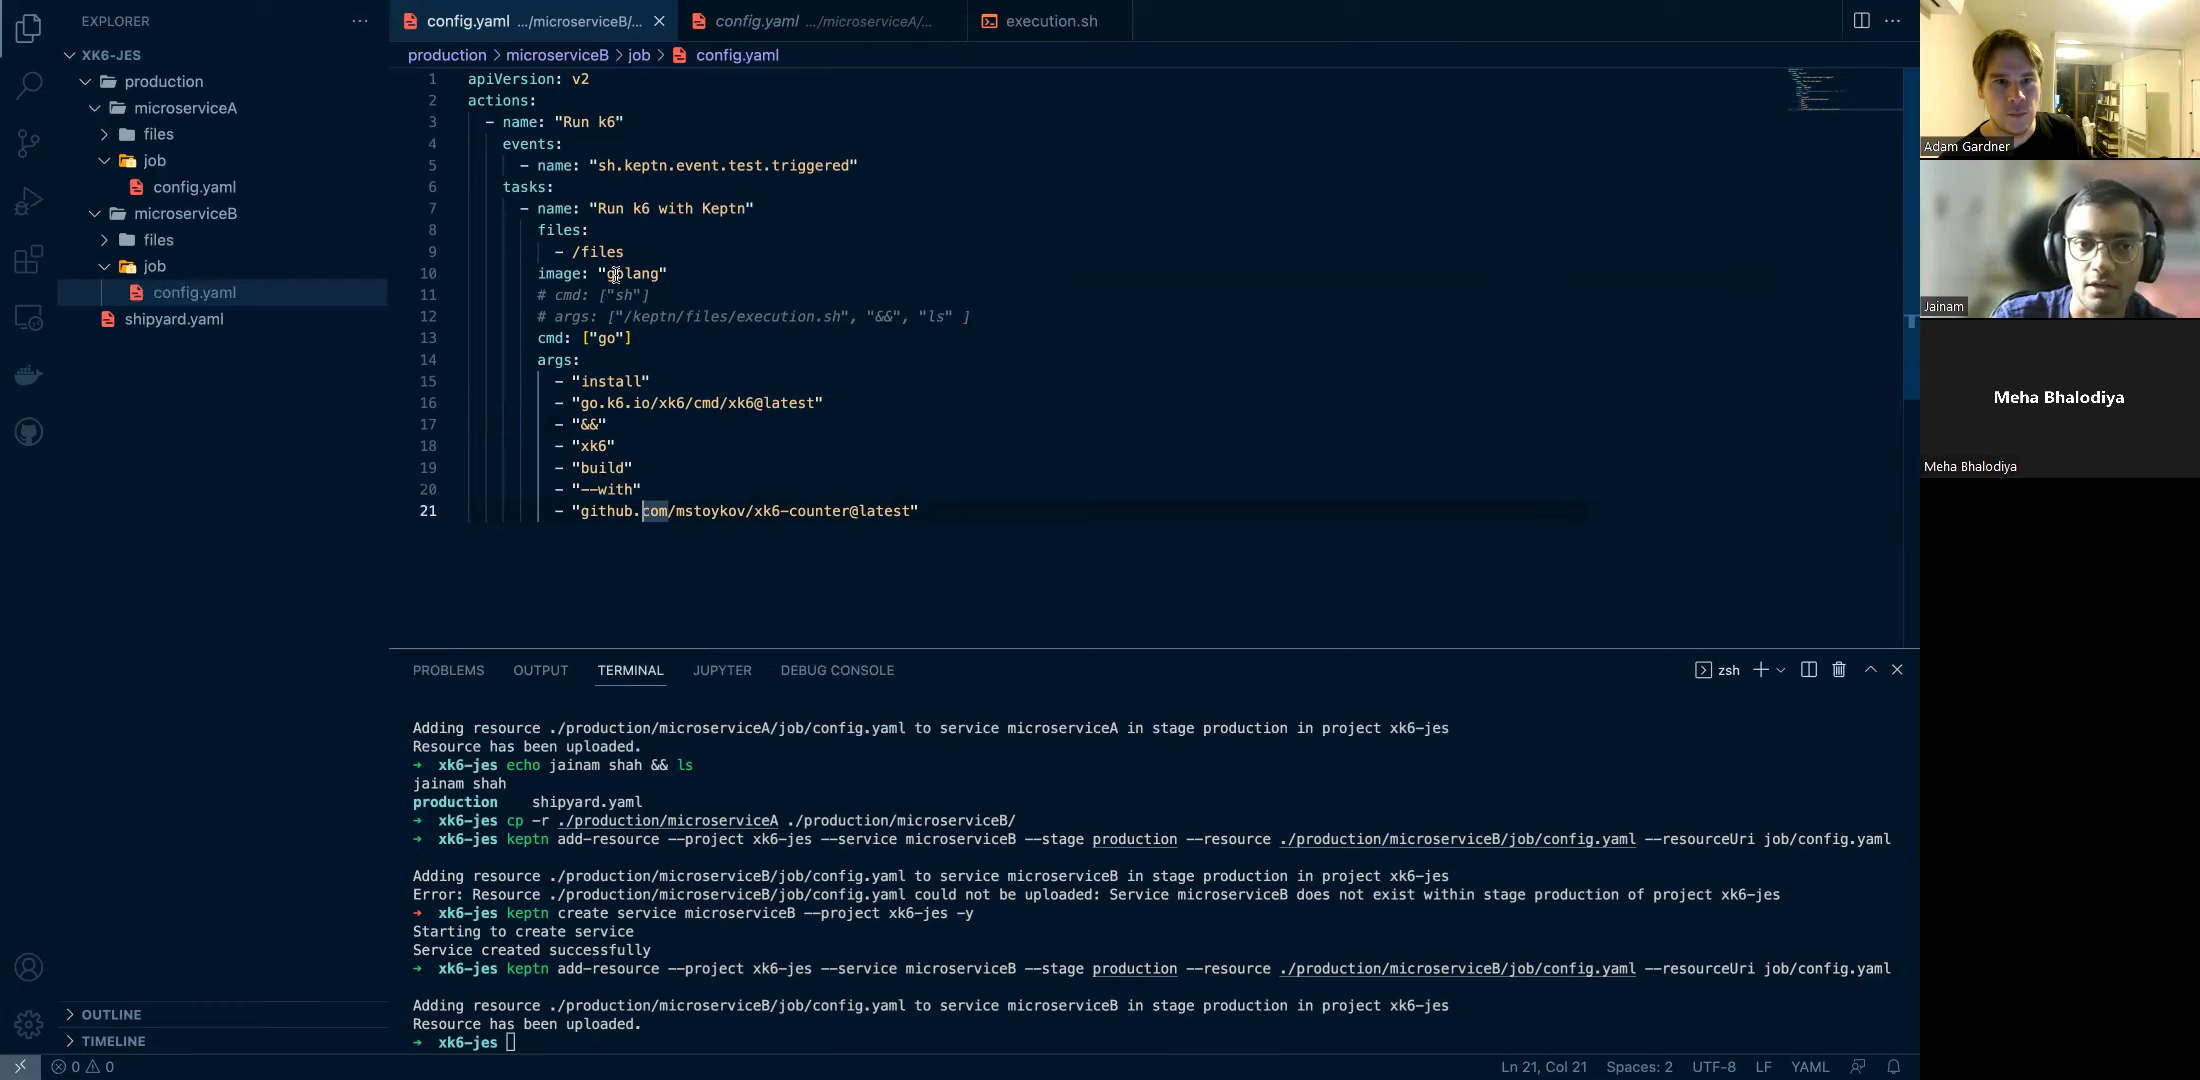 EXPLORER
XK6-JES
production
microserviceA
files
job
config.yaml
microserviceB
files
job
config.yaml
shipyard.yaml
OUTLINE
TIMELINE
config.yaml .../microserviceB/...
config.yaml .../microserviceA/...
execution.sh
production > microserviceB > job > config.yaml
1 apiVersion: v2
2 actions:
3 - name: "Run k6"
4 events:
5 - name: "sh.keptn.event.test.triggered"
6 tasks:
7 - name: "Run k6 with Keptn"
8 files:
9 - /files
10 image: "golang"
11 # cmd: ["sh"]
12 # args: ["/keptn/files/execution.sh", "&&", "ls" ]
13 cmd: ["go"]
14 args:
15 - "install"
16 - "go.k6.io/xk6/cmd/xk6@latest"
17 - "&&"
18 - "xk6"
19 - "build"
20 - "--with"
21 - "github.com/mstoykov/xk6-counter@latest"
PROBLEMS OUTPUT TERMINAL JUPYTER DEBUG CONSOLE
zsh
Adding resource ./production/microserviceA/job/config.yaml to service microserviceA in stage production in project xk6-jes
Resource has been uploaded.
→ xk6-jes echo jainam shah && ls
jainam shah
production shipyard.yaml
→ xk6-jes cp -r ./production/microserviceA ./production/microserviceB/
→ xk6-jes keptn add-resource --project xk6-jes --service microserviceB --stage production --resource ./production/microserviceB/job/config.yaml --resourceUri job/config.yaml
Adding resource ./production/microserviceB/job/config.yaml to service microserviceB in stage production in project xk6-jes
Error: Resource ./production/microserviceB/job/config.yaml could not be uploaded: Service microserviceB does not exist within stage production of project xk6-jes
→ xk6-jes keptn create service microserviceB --project xk6-jes -y
Starting to create service
Service created successfully
→ xk6-jes keptn add-resource --project xk6-jes --service microserviceB --stage production --resource ./production/microserviceB/job/config.yaml --resourceUri job/config.yaml
Adding resource ./production/microserviceB/job/config.yaml to service microserviceB in stage production in project xk6-jes
Resource has been uploaded.
→ xk6-jes
0 0
Ln 21, Col 21 Spaces: 2 UTF-8 LF YAML
Adam Gardner
Jainam
Meha Bhalodiya
Meha Bhalodiya